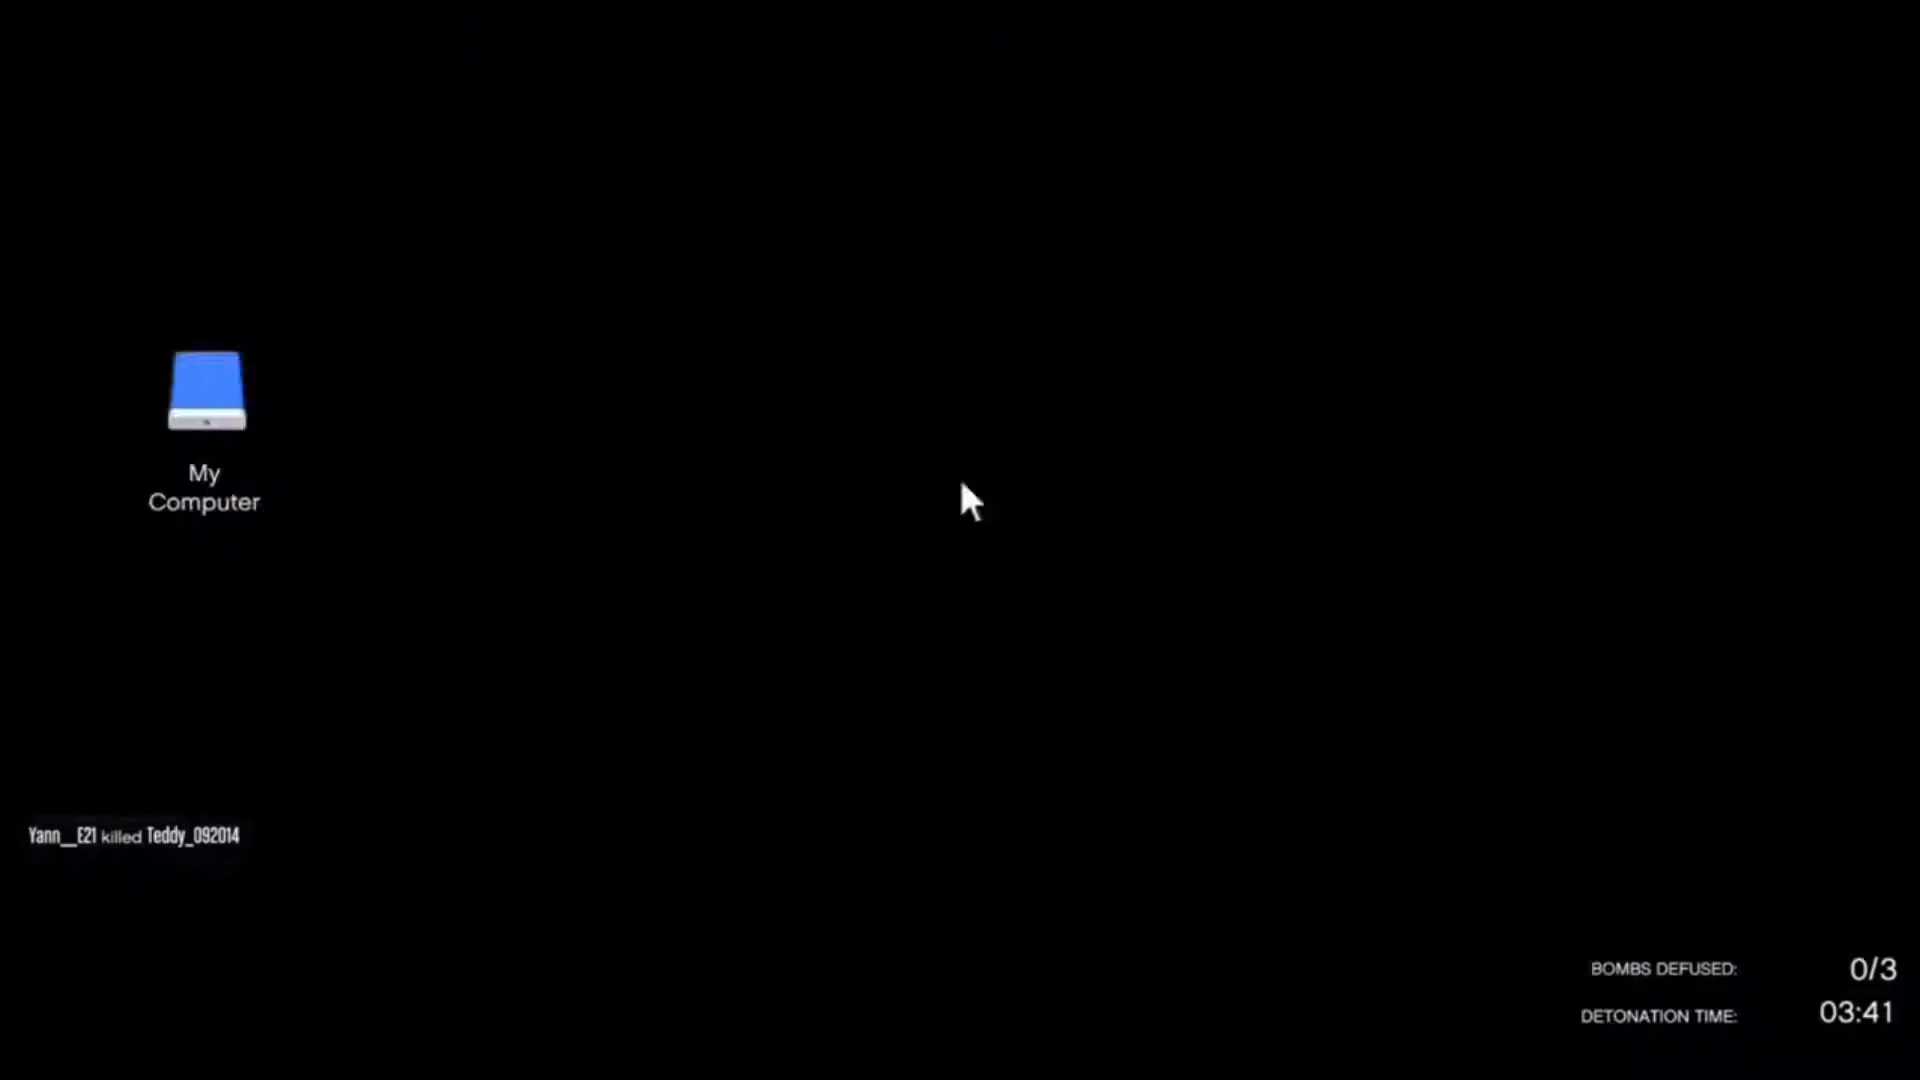 My
Computer
Yann__E21 killed Teddy_092014
BOMBS DEFUSED: 0/3
DETONATION TIME: 03:41